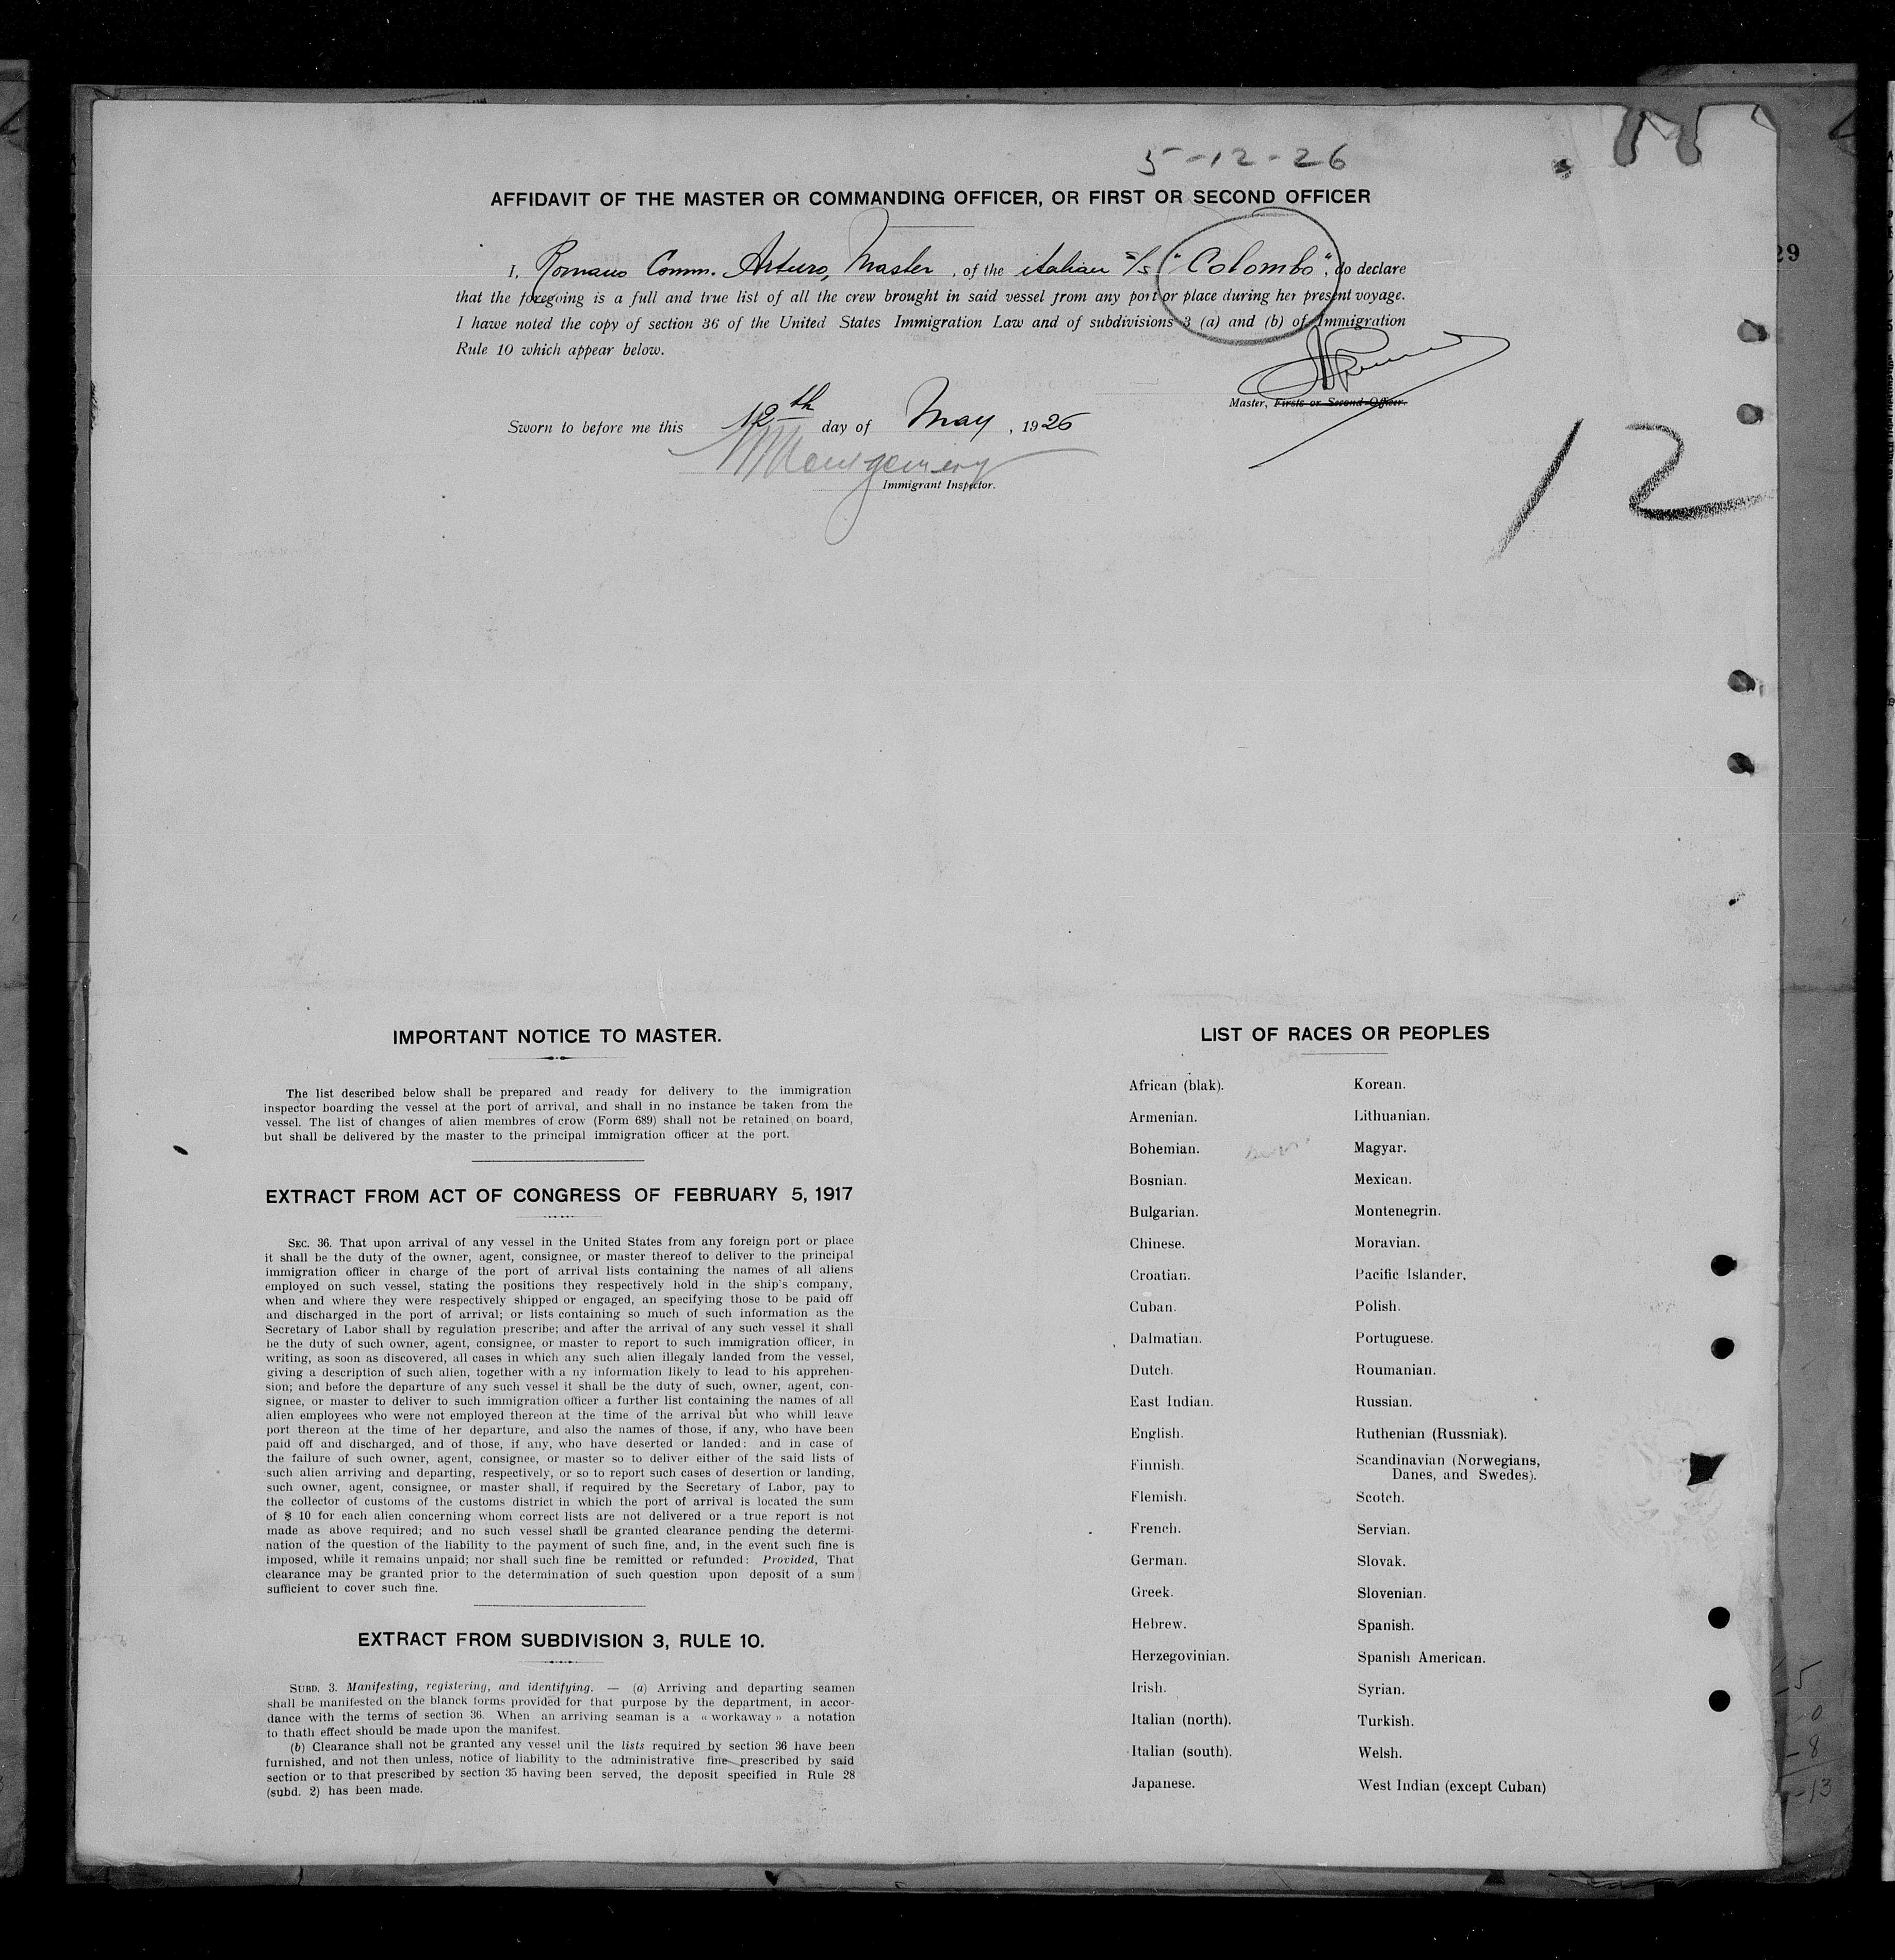 5-12-26
AFFIDAVIT OF THE MASTER OR COMMANDING OFFICER, OR FIRST OR SECOND OFFICER
I, Romano Comm. Arturo, Master, of the italian S/S "Colombo", do declare
that the foregoing is a full and true list of all the crew brought in said vessel from any port or place during her present voyage.
I hawe noted the copy of section 36 of the United States Immigration Law and of subdivisions 3 (a) and (b) of Immigration
Rule 10 which appear below.
Master, Firsts or Second Officer.
Sworn to before me this 12th day of May, 1926
Montgomery
Immigrant Inspector.
12
29
IMPORTANT NOTICE TO MASTER.
The list described below shall be prepared and ready for delivery to the immigration
inspector boarding the vessel at the port of arrival, and shall in no instance be taken from the
vessel. The list of changes of alien membres of crow (Form 689) shall not be retained on board,
but shall be delivered by the master to the principal immigration officer at the port.
EXTRACT FROM ACT OF CONGRESS OF FEBRUARY 5, 1917
SEC. 36. That upon arrival of any vessel in the United States from any foreign port or place
it shall be the duty of the owner, agent, consignee, or master thereof to deliver to the principal
immigration officer in charge of the port of arrival lists containing the names of all aliens
employed on such vessel, stating the positions they respectively hold in the ship's company,
when and where they were respectively shipped or engaged, an specifying those to be paid off
and discharged in the port of arrival; or lists containing so much of such information as the
Secretary of Labor shall by regulation prescribe; and after the arrival of any such vessel it shall
be the duty of such owner, agent, consignee, or master to report to such immigration officer, in
writing, as soon as discovered, all cases in which any such alien illegaly landed from the vessel,
giving a description of such alien, together with a ny information likely to lead to his apprehen-
sion; and before the departure of any such vessel it shall be the duty of such, owner, agent, con-
signee, or master to deliver to such immigration officer a further list containing the names of all
alien employees who were not employed thereon at the time of the arrival but who whill leave
port thereon at the time of her departure, and also the names of those, if any, who have been
paid off and discharged, and of those, if any, who have deserted or landed: and in case of
the failure of such owner, agent, consignee, or master so to deliver either of the said lists of
such alien arriving and departing, respectively, or so to report such cases of desertion or landing,
such owner, agent, consignee, or master shall, if required by the Secretary of Labor, pay to
the collector of customs of the customs district in which the port of arrival is located the sum
of $ 10 for each alien concerning whom correct lists are not delivered or a true report is not
made as above required; and no such vessel shall be granted clearance pending the determi-
nation of the question of the liability to the payment of such fine, and, in the event such fine is
imposed, while it remains unpaid; nor shall such fine be remitted or refunded: Provided, That
clearance may be granted prior to the determination of such question upon deposit of a sum
sufficient to cover such fine.
EXTRACT FROM SUBDIVISION 3, RULE 10.
SUBD. 3. Manifesting, registering, and identifying. — (a) Arriving and departing seamen
shall be manifested on the blanck forms provided for that purpose by the department, in accor-
dance with the terms of section 36. When an arriving seaman is a « workaway » a notation
to thath effect should be made upon the manifest.
(b) Clearance shall not be granted any vessel unil the lists required by section 36 have been
furnished, and not then unless, notice of liability to the administrative fine prescribed by said
section or to that prescribed by section 35 having been served, the deposit specified in Rule 28
(subd. 2) has been made.
LIST OF RACES OR PEOPLES
African (blak).
Armenian.
Bohemian.
Bosnian.
Bulgarian.
Chinese.
Croatian.
Cuban.
Dalmatian.
Dutch.
East Indian.
English.
Finnish.
Flemish.
French.
German.
Greek.
Hebrew.
Herzegovinian.
Irish.
Italian (north).
Italian (south).
Japanese.
Korean.
Lithuanian.
Magyar.
Mexican.
Montenegrin.
Moravian.
Pacific Islander.
Polish.
Portuguese.
Roumanian.
Russian.
Ruthenian (Russniak).
Scandinavian (Norwegians,
Danes, and Swedes).
Scotch.
Servian.
Slovak.
Slovenian.
Spanish.
Spanish American.
Syrian.
Turkish.
Welsh.
West Indian (except Cuban)
5
0
-8
-13